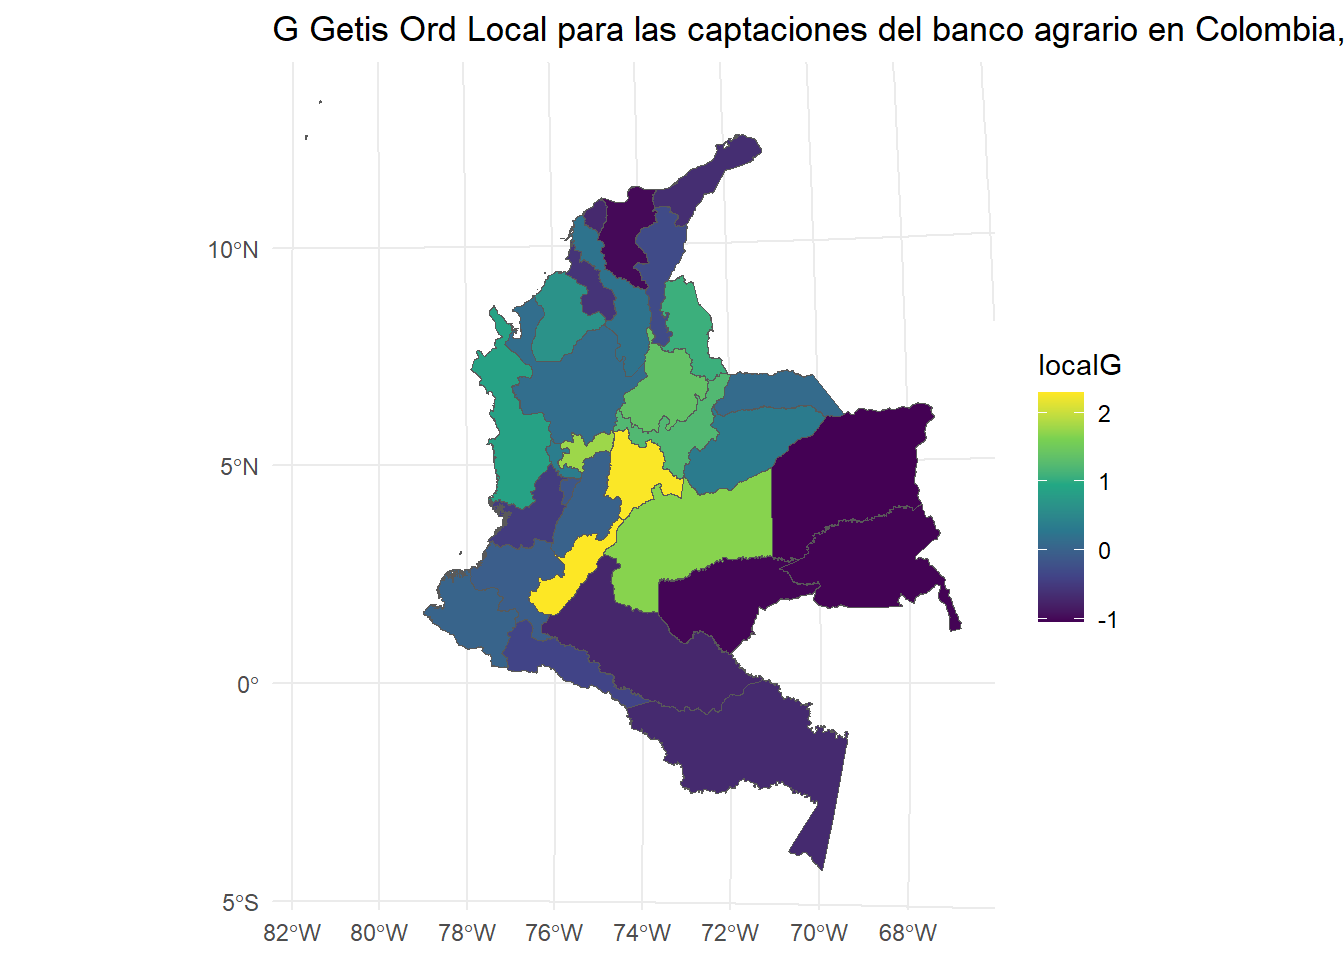 G Getis Ord Local para las captaciones del banco agrario en Colombia,
10°N
5°N
0°
5°S
82°W 80°W 78°W 76°W 74°W 72°W 70°W 68°W
localG
2
1
0
-1